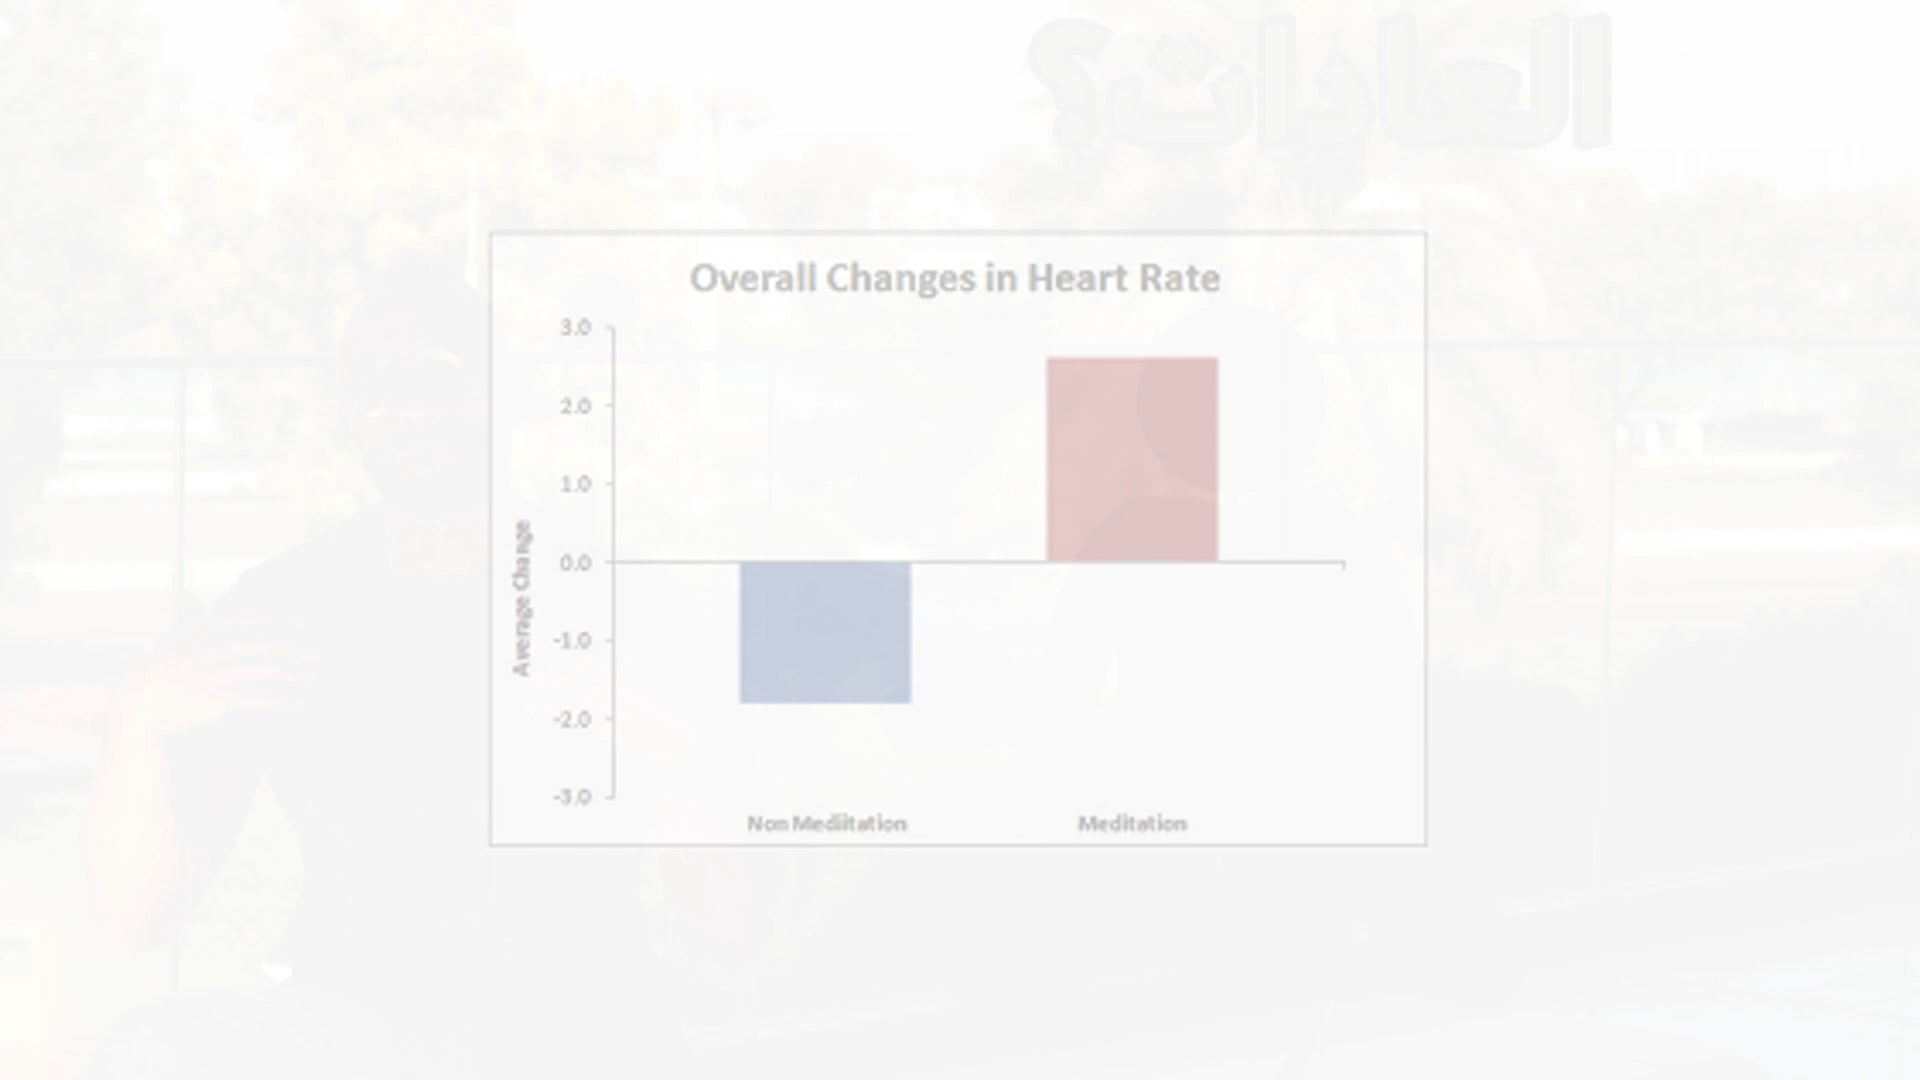 العادات؟
Overall Changes in Heart Rate
3.0
2.0
1.0
0.0
-1.0
-2.0
-3.0
Average Change
Non Mediitation
Meditation